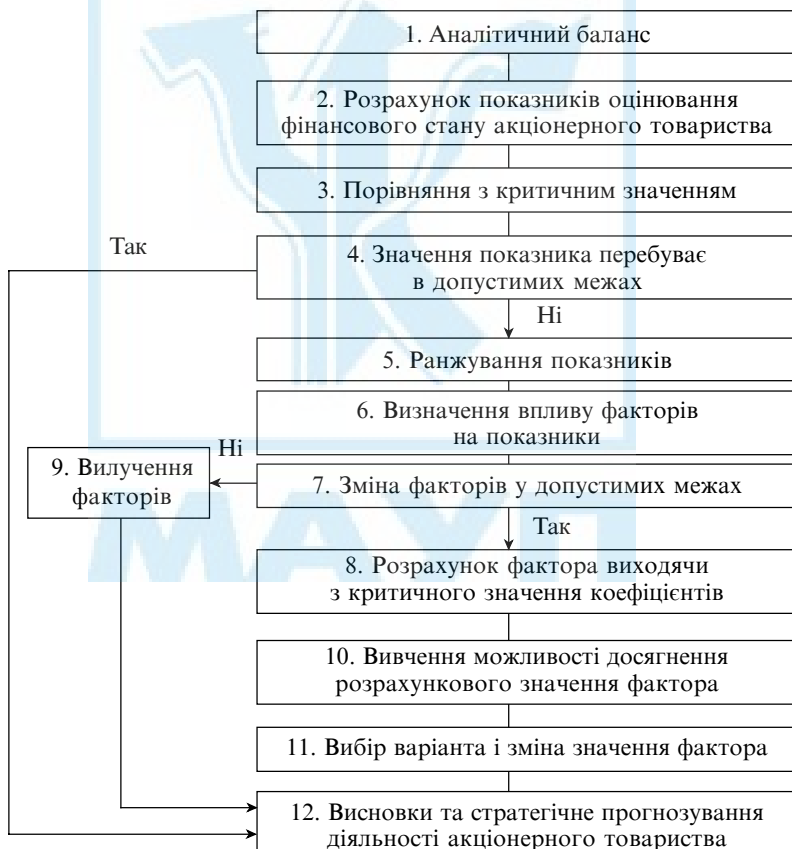 1. Аналітичний баланс
2. Розрахунок показників оцінювання
фінансового стану акціонерного товариства
3. Порівняння з критичним значенням
Так
4. Значення показника перебуває
в допустимих межах
Ні
5. Ранжування показників
6. Визначення впливу факторів
на показники
Ні
9. Вилучення
факторів
7. Зміна факторів у допустимих межах
Так
8. Розрахунок фактора виходячи
з критичного значення коефіцієнтів
10. Вивчення можливості досягнення
розрахункового значення фактора
11. Вибір варіанта і зміна значення фактора
12. Висновки та стратегічне прогнозування
діяльності акціонерного товариства
МАУП